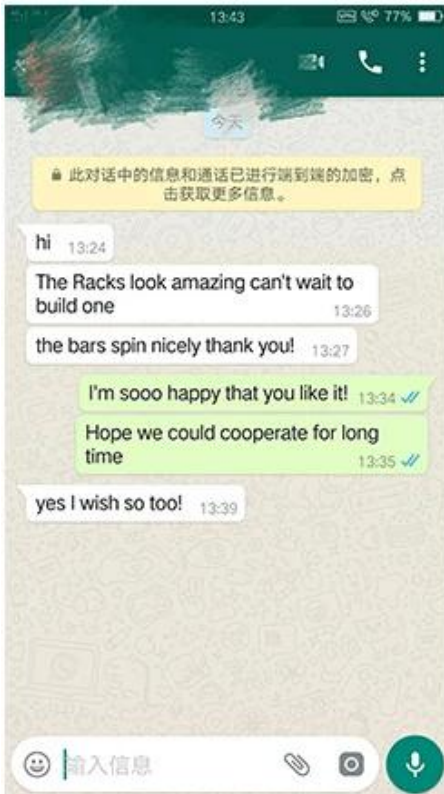 13:43
77%
今天
此对话中的信息和通话已进行端到端的加密，点
击获取更多信息。
hi 13:24
The Racks look amazing can't wait to
build one
13:26
the bars spin nicely thank you! 13:27
I'm sooo happy that you like it! 13:34
Hope we could cooperate for long
time
13:35
yes I wish so too! 13:39
输入信息